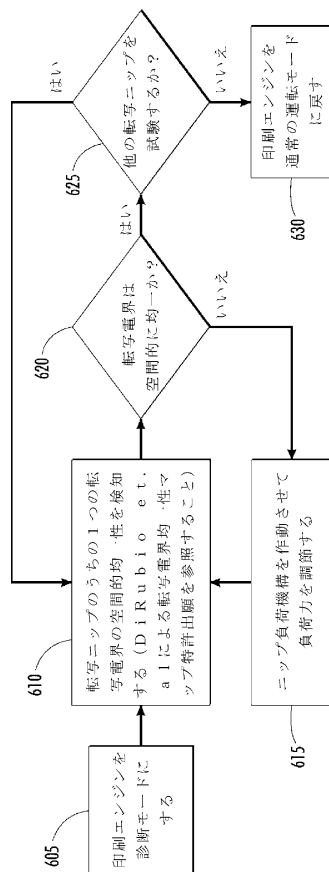 605
印刷エンジンを
診断モードに
する
610
転写ニップのうちの1つの転
写電界の空間的均一性を検知
する(DiRubio et.
alによる転写電界均一性マ
ップ特許出願を参照すること)
615
ニップ負荷機構を作動させて
負荷力を調節する
620
転写電界は
空間的に均一か?
はい
いいえ
625
他の転写ニップを
試験するか?
はい
いいえ
630
印刷エンジンを
通常の運転モード
に戻す